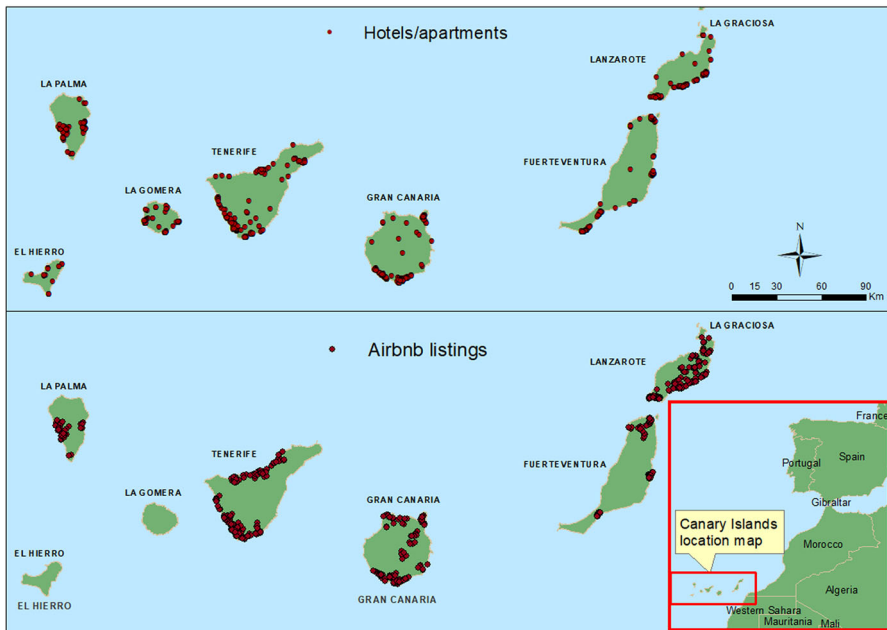 Hotels/apartments
LA GRACIOSA
LANZAROTE
LA PALMA
TENERIFE
FUERTEVENTURA
LA GOMERA
GRAN CANARIA
EL HIERRO
N
0 15 30 60 90
Km
Airbnb listings
LA GRACIOSA
LANZAROTE
LA PALMA
TENERIFE
FUERTEVENTURA
LA GOMERA
GRAN CANARIA
EL HIERRO
EL HIERRO
GRAN CANARIA
France
Portugal
Spain
Gibraltar
Canary Islands
location map
Morocco
Algeria
Western Sahara
Mauritania
Mali